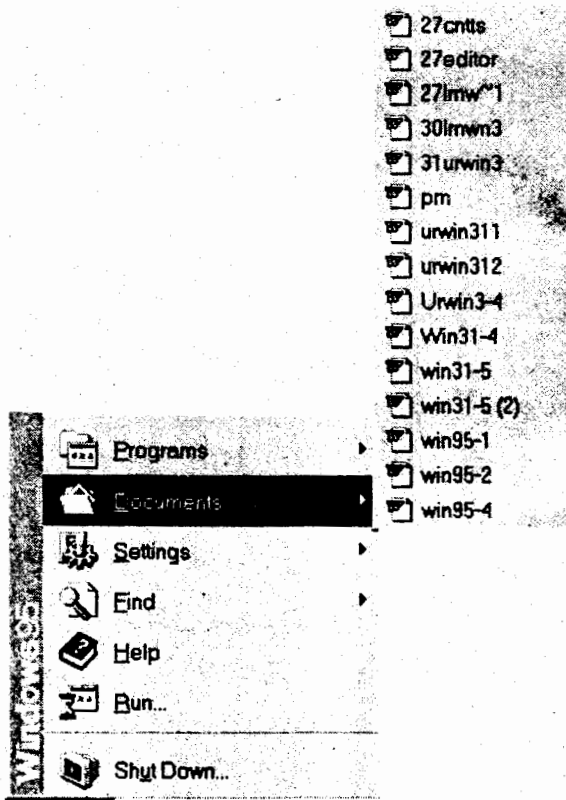 27cntts
27editor
27lmw~1
30lmwn3
31urwin3
pm
urwin311
urwin312
Urwin3-4
Win31-4
win31-5
win31-5 (2)
win95-1
win95-2
win95-4
Programs
Documents
Settings
Find
Help
Run...
Shut Down...
Windows95